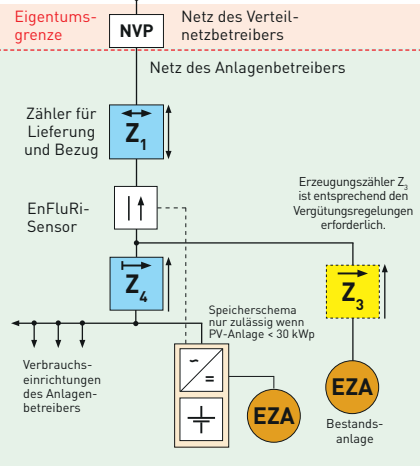 Eigentums-
grenze
NVP
Netz des Verteil-
netzbetreibers
Netz des Anlagenbetreibers
Zähler für
Lieferung
und Bezug
Z1
EnFluRi-
Sensor
Erzeugungszähler Z3
ist entsprechend den
Vergütungsregelungen
erforderlich.
Z4
Z3
Speicherschema
nur zulässig wenn
PV-Anlage < 30 kWp
Verbrauchs-
einrichtungen
des Anlagen-
betreibers
~
=
EZA
EZA
Bestands-
anlage